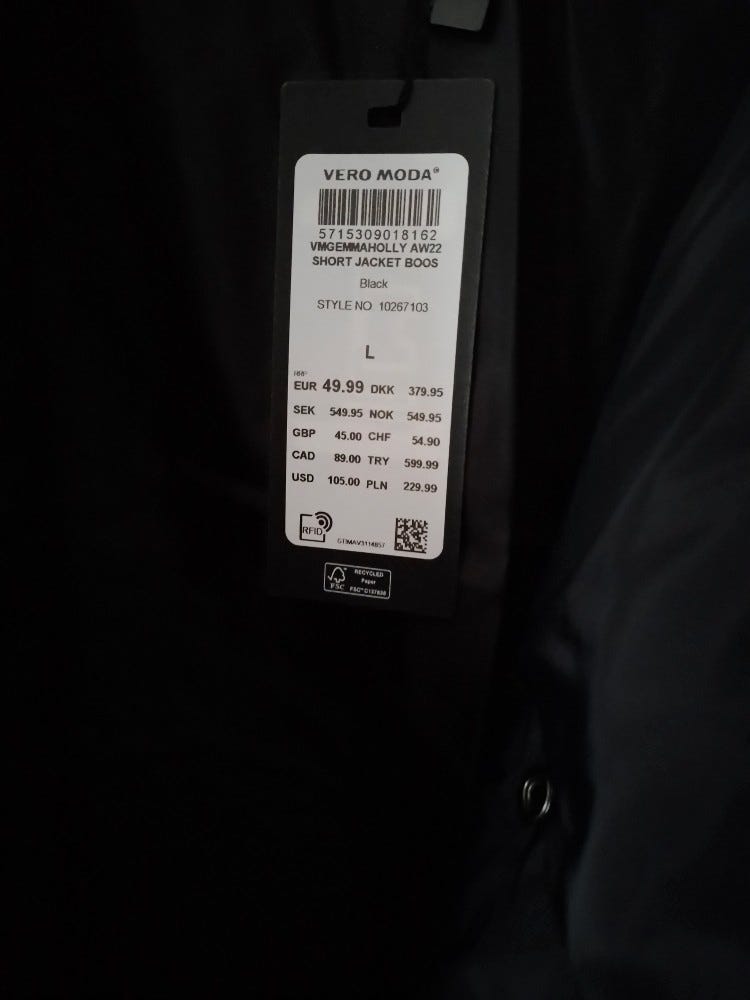 VERO MODA®
5715309018162
VMGEMMAHOLLY AW22
SHORT JACKET BOOS
Black
STYLE NO 10267103
L
RRP
EUR 49.99 DKK 379.95
SEK 549.95 NOK 549.95
GBP 45.00 CHF 54.90
CAD 89.00 TRY 599.99
USD 105.00 PLN 229.99
RFID
FSC
RECYCLED
Paper